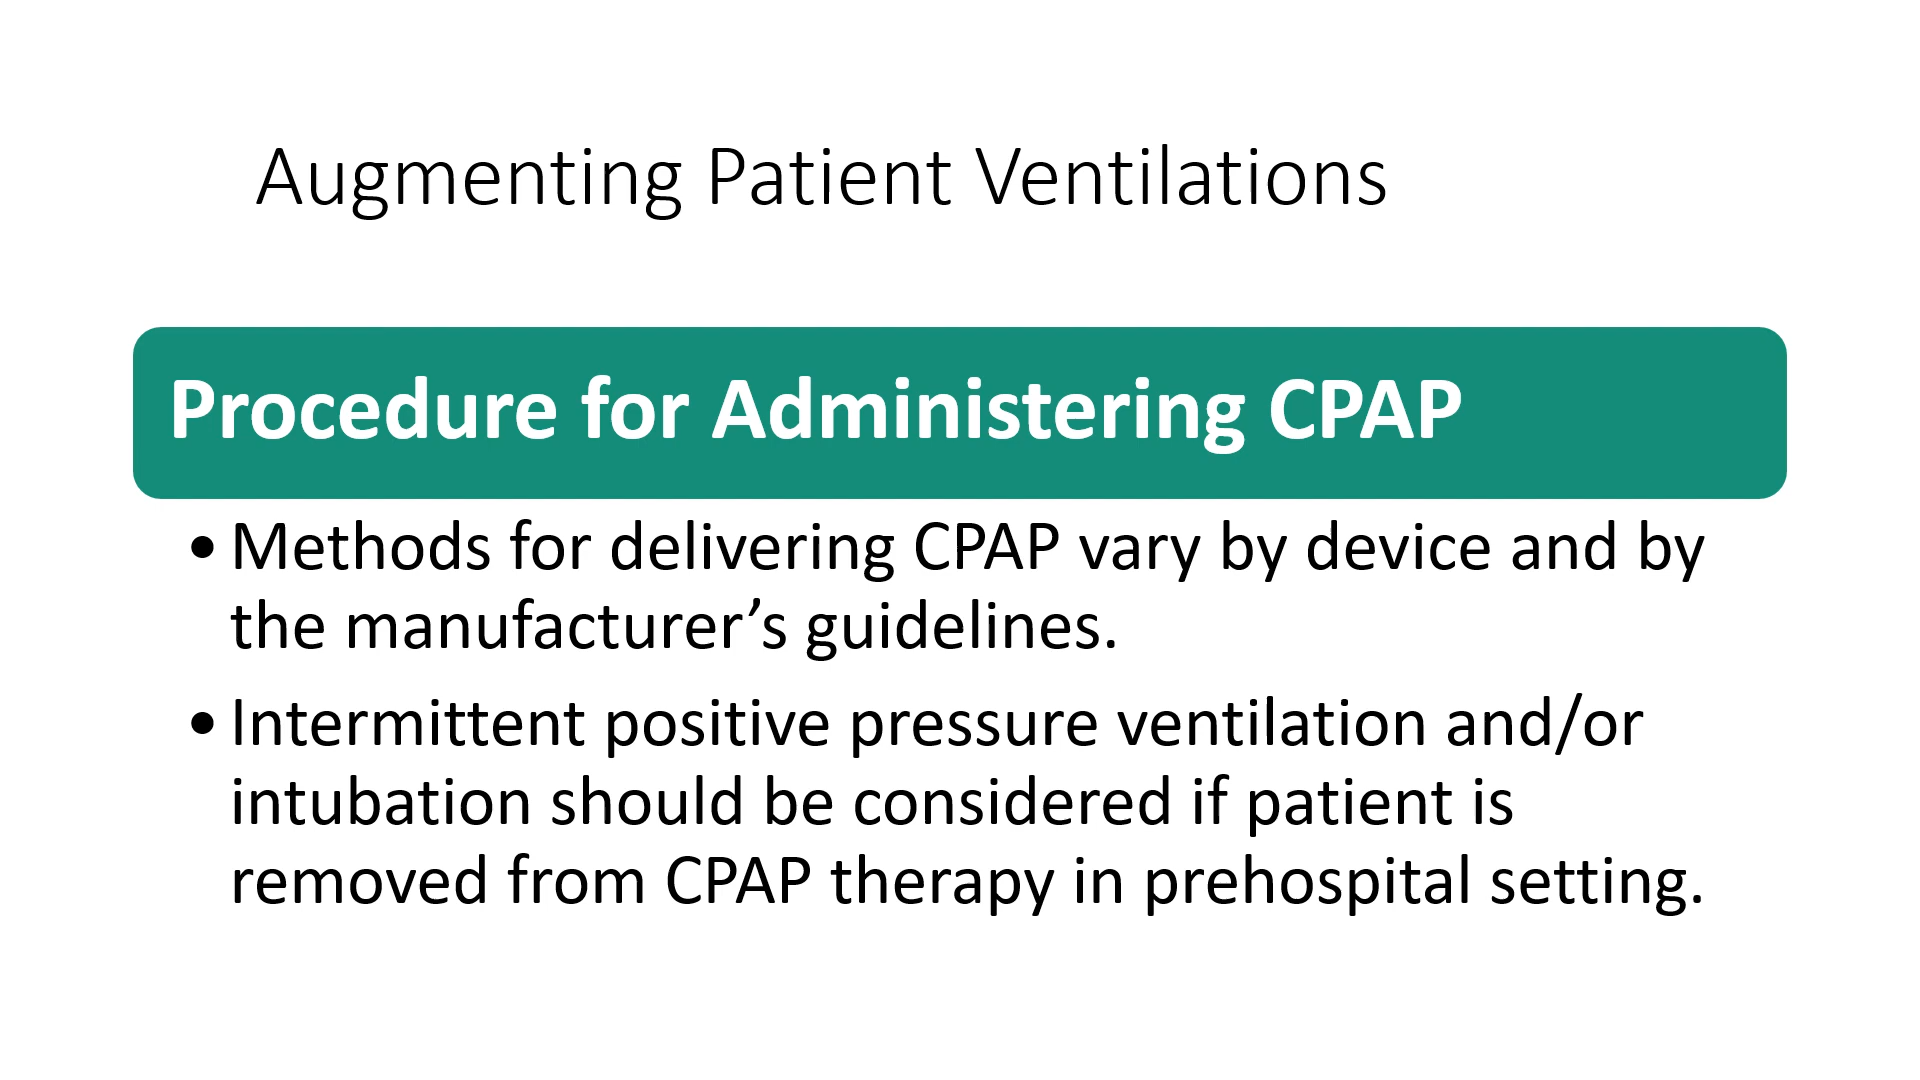 Augmenting Patient Ventilations
Procedure for Administering CPAP
• Methods for delivering CPAP vary by device and by
the manufacturer’s guidelines.
• Intermittent positive pressure ventilation and/or
intubation should be considered if patient is
removed from CPAP therapy in prehospital setting.